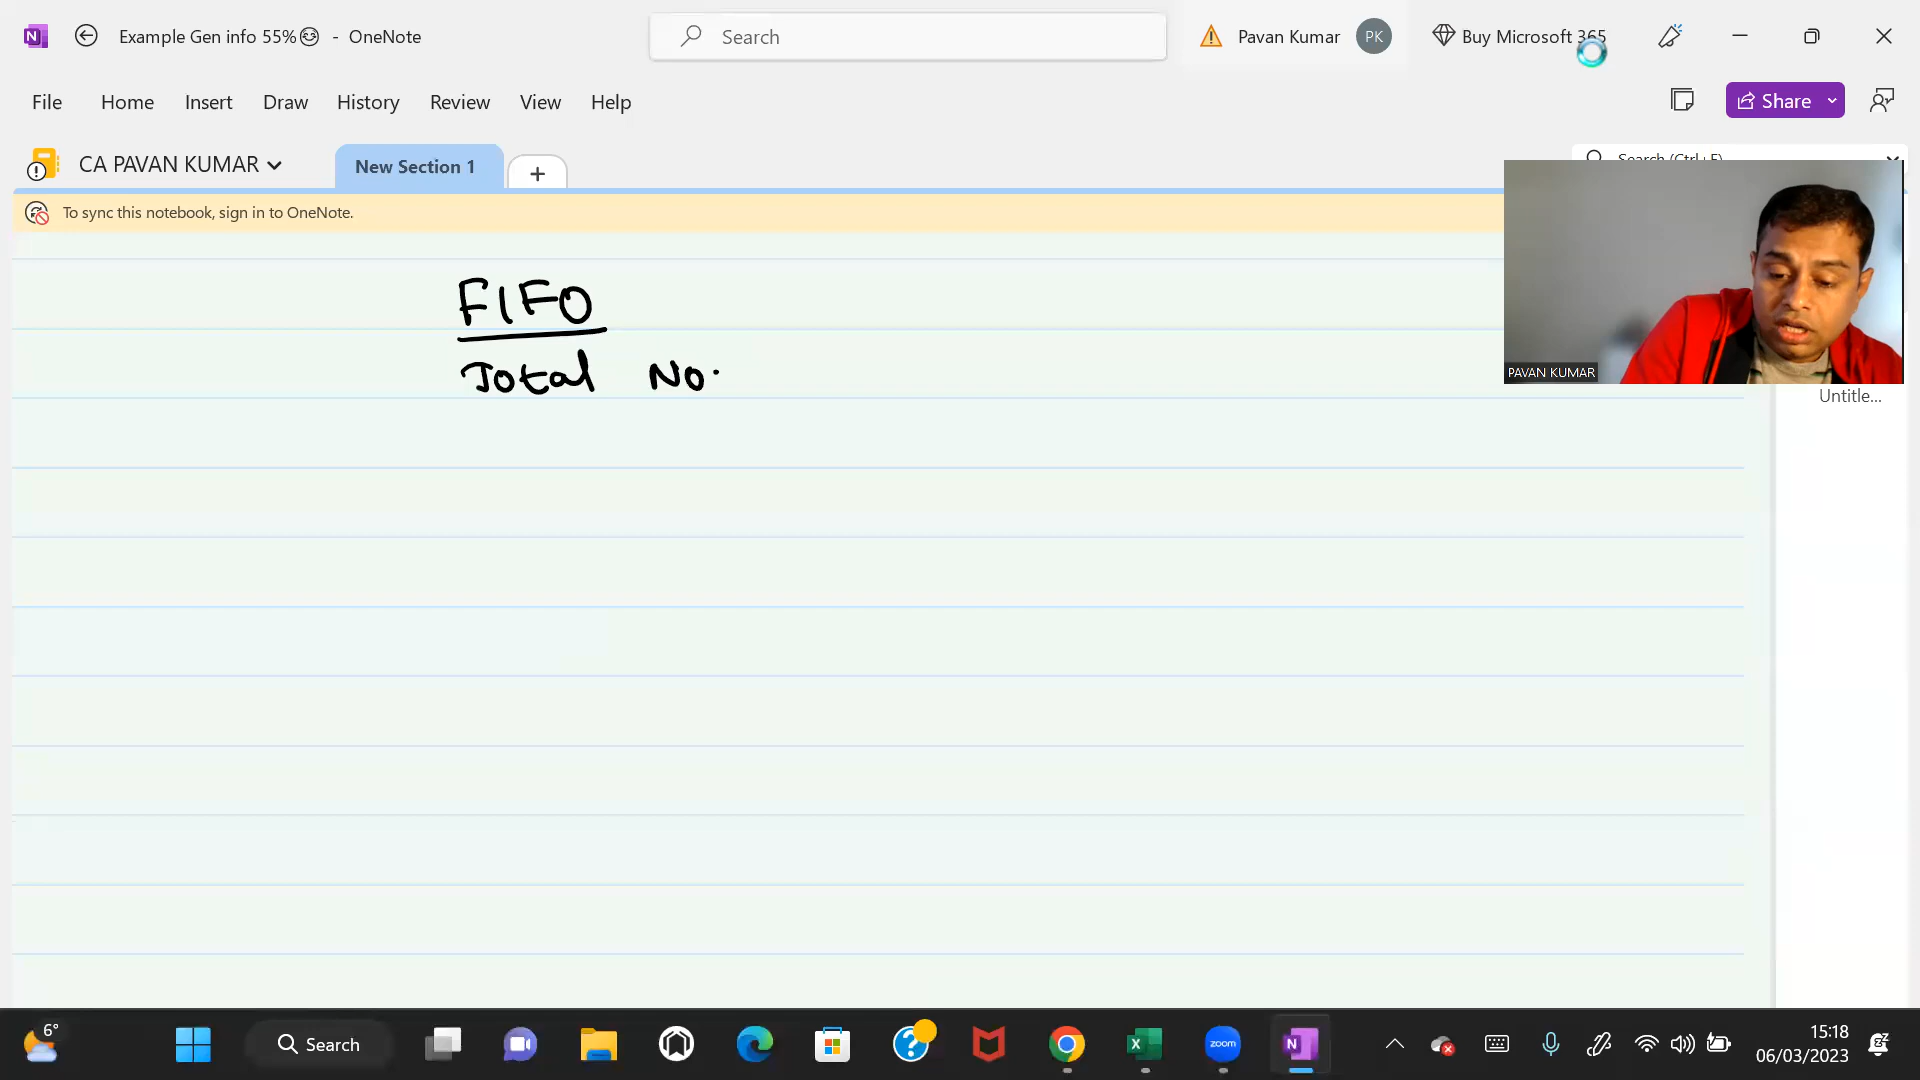 Example Gen info 55%😊 - OneNote
Search
Pavan Kumar
PK
Buy Microsoft 365
File Home Insert Draw History Review View Help
Share
CA PAVAN KUMAR
New Section 1
+
To sync this notebook, sign in to OneNote.
FIFO
Total No.
PAVAN KUMAR
Untitle...
6°
Search
zoom
15:18
06/03/2023